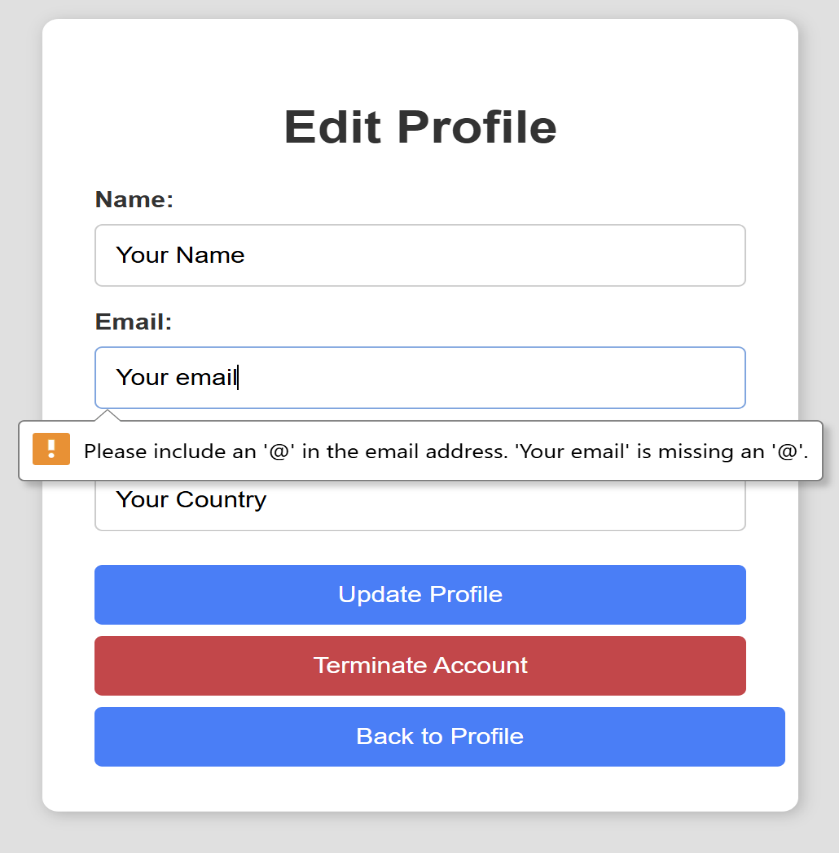 Edit Profile
Name:
Your Name
Email:
Your email
Please include an '@' in the email address. 'Your email' is missing an '@'.
Your Country
Update Profile
Terminate Account
Back to Profile